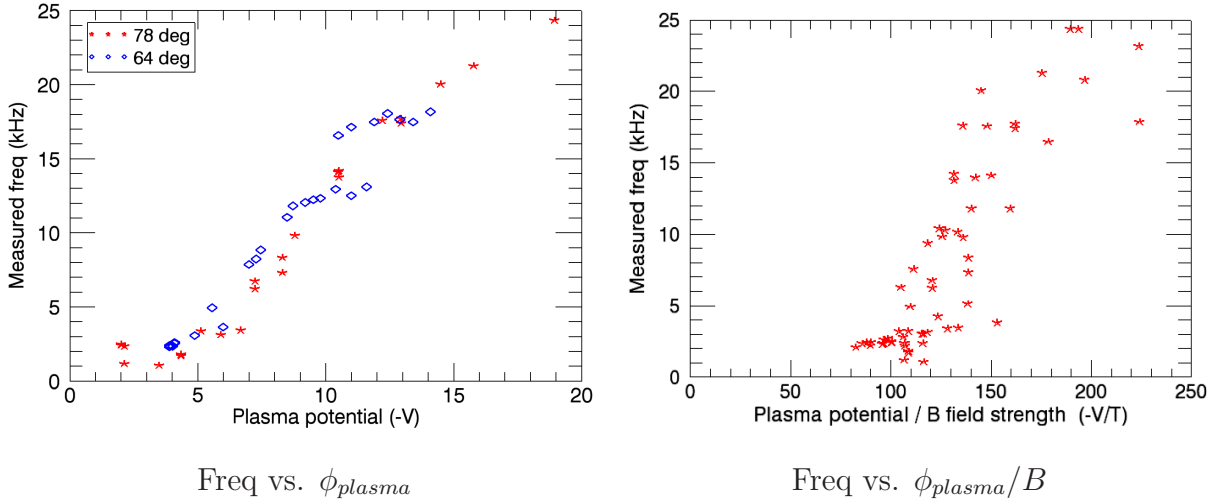 25
20
15
10
5
0
Measured freq (kHz)
78 deg
64 deg
0 5 10 15 20
Plasma potential (-V)
Freq vs. ϕplasma
25
20
15
10
5
0
Measured freq (kHz)
0 50 100 150 200 250
Plasma potential / B field strength (-V/T)
Freq vs. ϕplasma/B